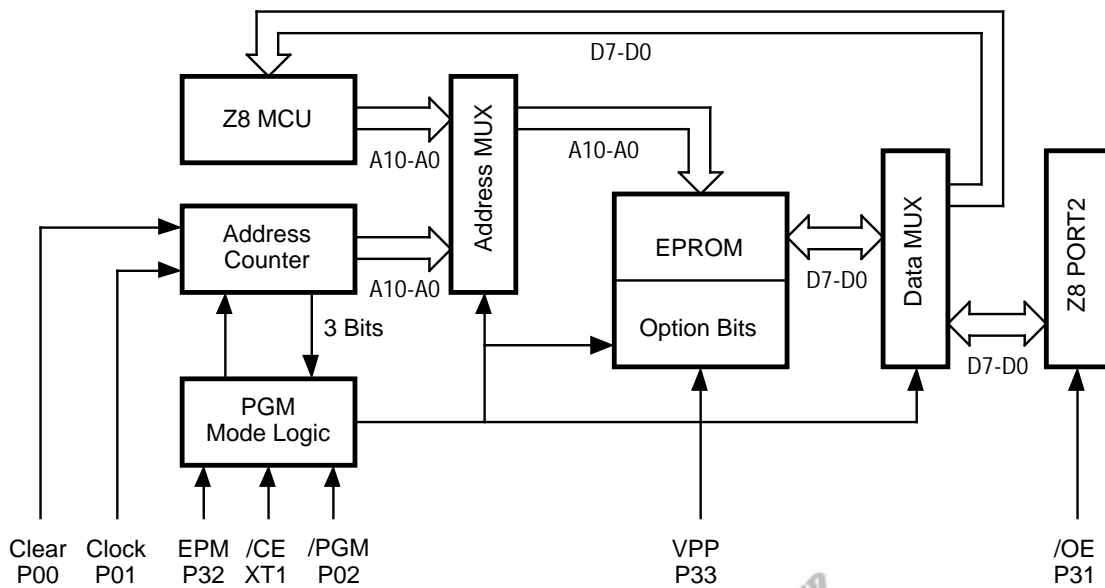 D7-D0
Z8 MCU
A10-A0
Address MUX
A10-A0
Address
Counter
A10-A0
3 Bits
PGM
Mode Logic
EPROM
Option Bits
D7-D0
Data MUX
D7-D0
Z8 PORT2
Clear
P00
Clock
P01
EPM
P32
/CE
XT1
/PGM
P02
VPP
P33
/OE
P31